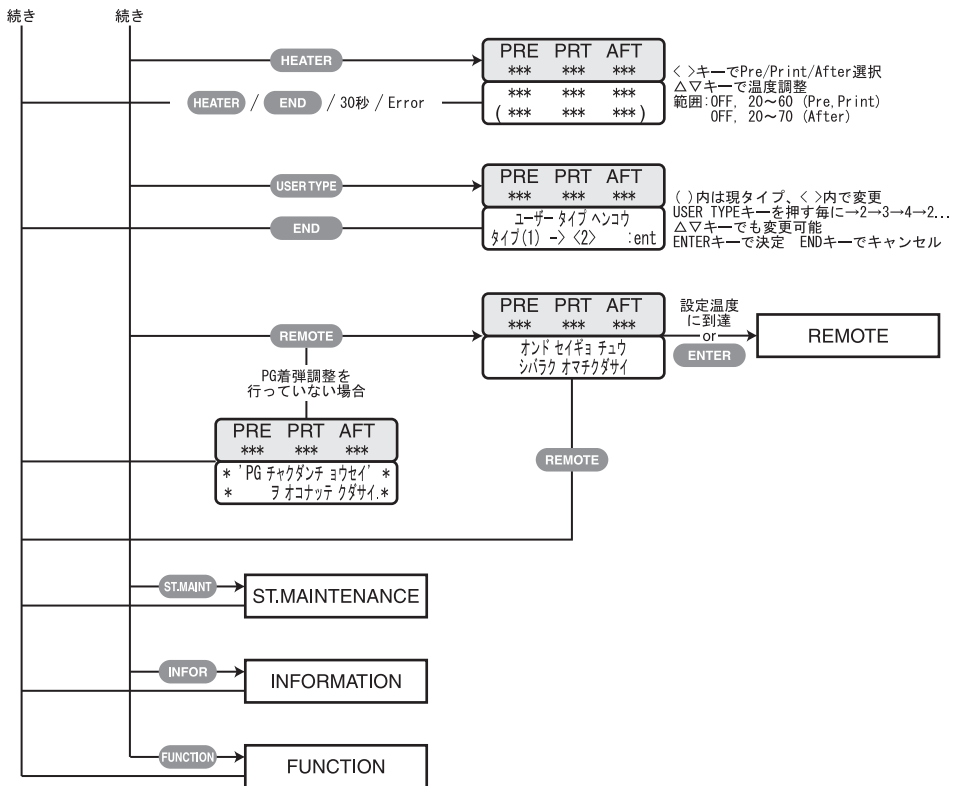 続き
続き
HEATER
PRE PRT AFT
*** *** ***
*** *** ***
( *** *** *** )
< >キーでPre/Print/After選択
△▽キーで温度調整
範囲:OFF, 20～60 (Pre,Print)
OFF, 20～70 (After)
HEATER / END / 30秒 / Error
USER TYPE
PRE PRT AFT
*** *** ***
ユーザー タイプ ヘンコウ
タイプ(1) -> <2> :ent
( )内は現タイプ、< >内で変更
USER TYPEキーを押す毎に→2→3→4→2...
△▽キーでも変更可能
ENTERキーで決定 ENDキーでキャンセル
END
REMOTE
PRE PRT AFT
*** *** ***
オンド セイギョ チュウ
シバラク オマチクダサイ
設定温度
に到達
or
ENTER
REMOTE
PG着弾調整を
行っていない場合
PRE PRT AFT
*** *** ***
* 'PG チャクダンチョウセイ' *
* ヲ オコナッテ クダサイ.*
REMOTE
ST.MAINT
ST.MAINTENANCE
INFOR
INFORMATION
FUNCTION
FUNCTION